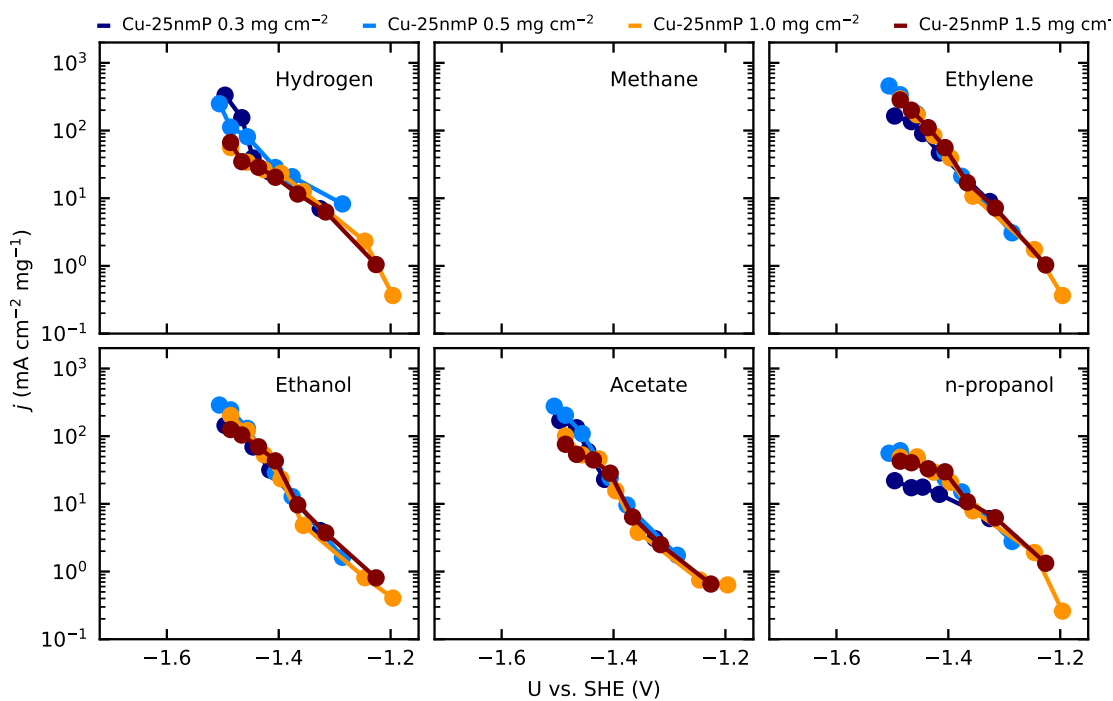 Cu-25nmP 0.3 mg cm⁻² Cu-25nmP 0.5 mg cm⁻² Cu-25nmP 1.0 mg cm⁻² Cu-25nmP 1.5 mg cm⁻
Hydrogen Methane Ethylene
10³
10²
10¹
10⁰
10⁻¹
Ethanol Acetate n-propanol
10³
10²
10¹
10⁰
10⁻¹
j (mA cm⁻² mg⁻¹)
−1.6 −1.4 −1.2 −1.6 −1.4 −1.2 −1.6 −1.4 −1.2
U vs. SHE (V)